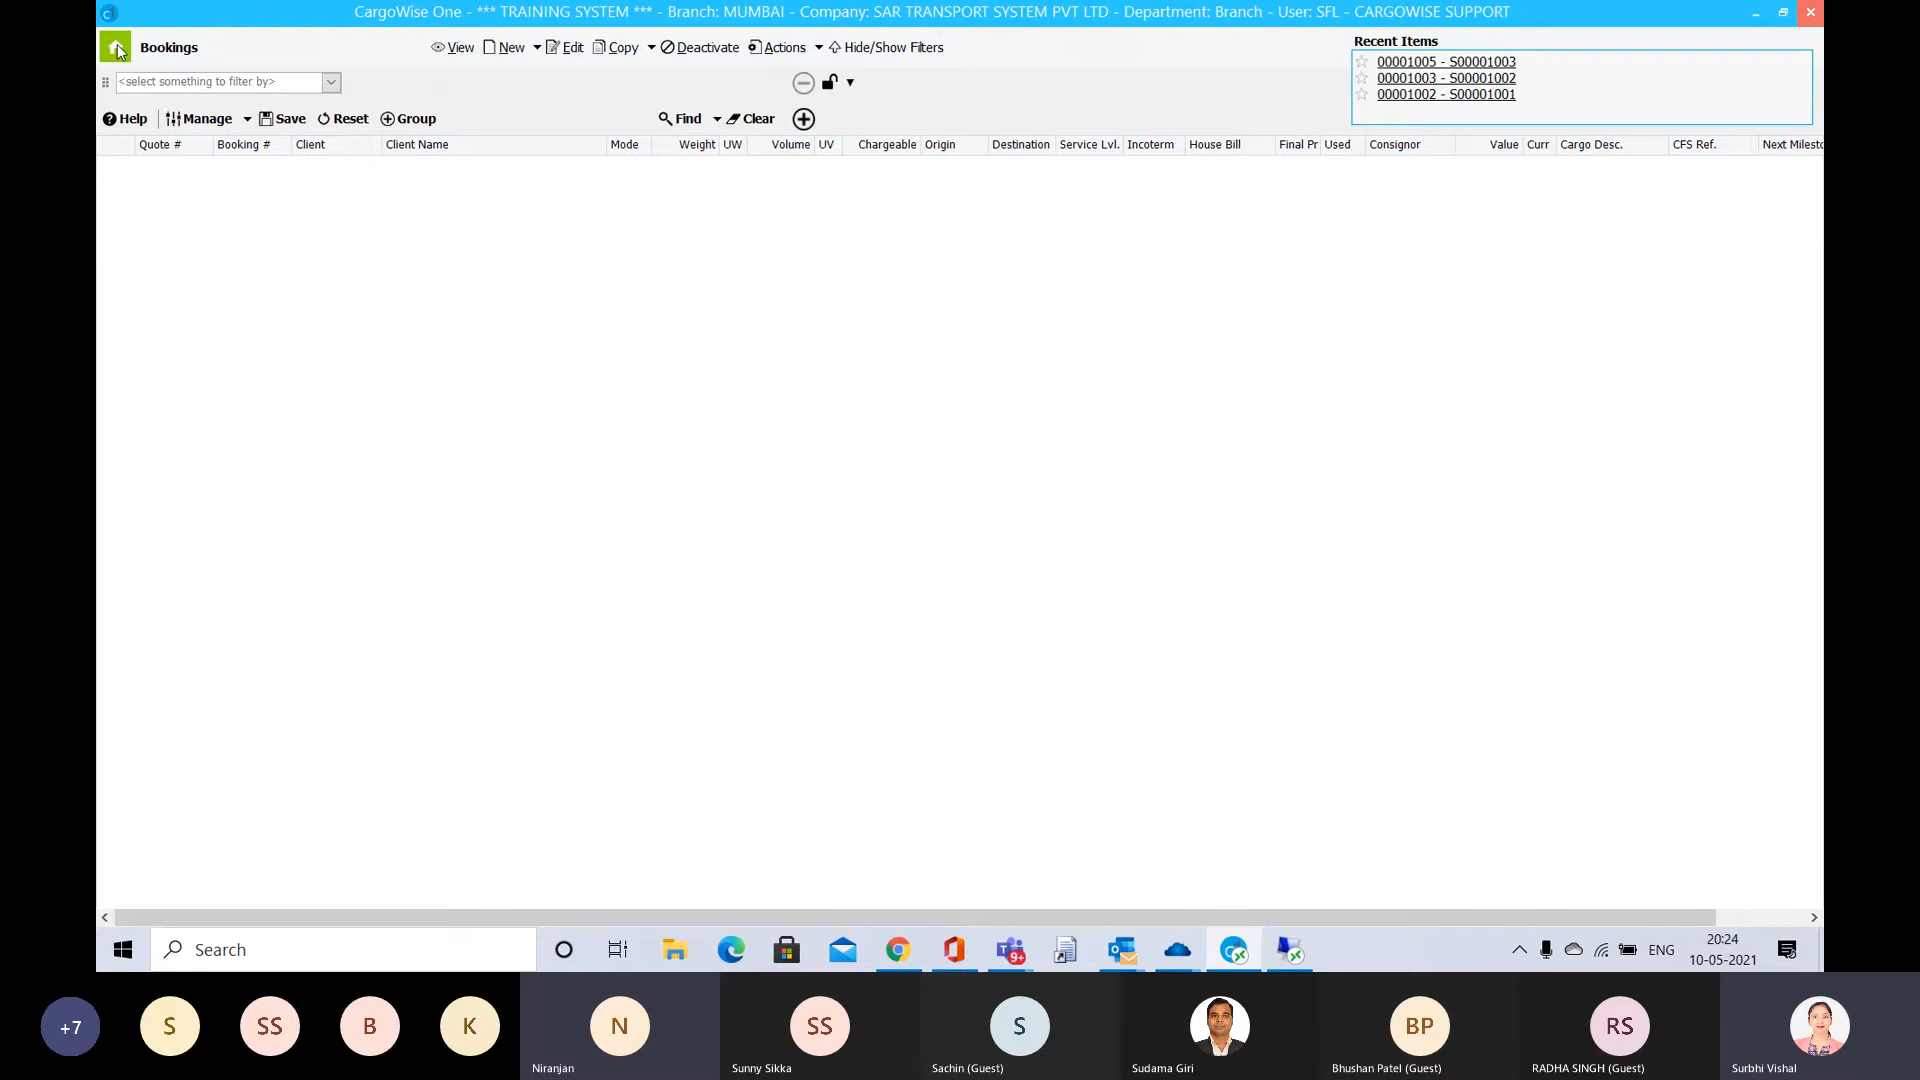 CargoWise One - *** TRAINING SYSTEM *** - Branch: MUMBAI - Company: SAR TRANSPORT SYSTEM PVT LTD - Department: Branch - User: SFL - CARGOWISE SUPPORT
Bookings
View New Edit Copy Deactivate Actions Hide/Show Filters
Recent Items
00001005 - S00001003
00001003 - S00001002
00001002 - S00001001
<select something to filter by>
Help Manage Save Reset Group Find Clear
Quote # Booking # Client Client Name Mode Weight UW Volume UV Chargeable Origin Destination Service Lvl. Incoterm House Bill Final Pr Used Consignor Value Curr Cargo Desc. CFS Ref. Next Milesto
Search
9+
ENG
20:24
10-05-2021
+7 S SS B K N SS S BP RS
Niranjan Sunny Sikka Sachin (Guest) Sudama Giri Bhushan Patel (Guest) RADHA SINGH (Guest) Surbhi Vishal